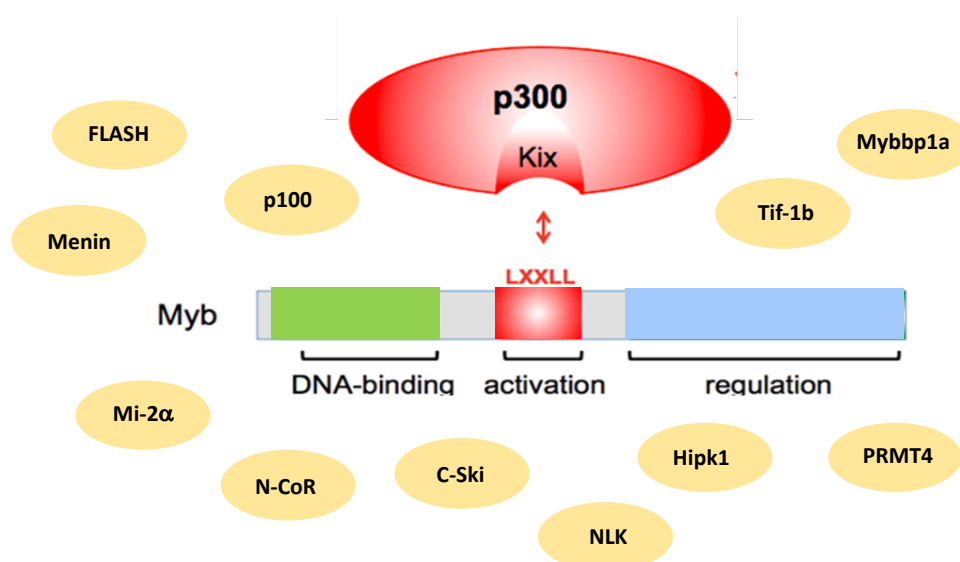 p300
FLASH
Mybbp1a
Kix
p100
Tif-1b
Menin
LXXLL
Myb
DNA-binding
activation
regulation
Mi-2α
Hipk1
PRMT4
C-Ski
N-CoR
NLK